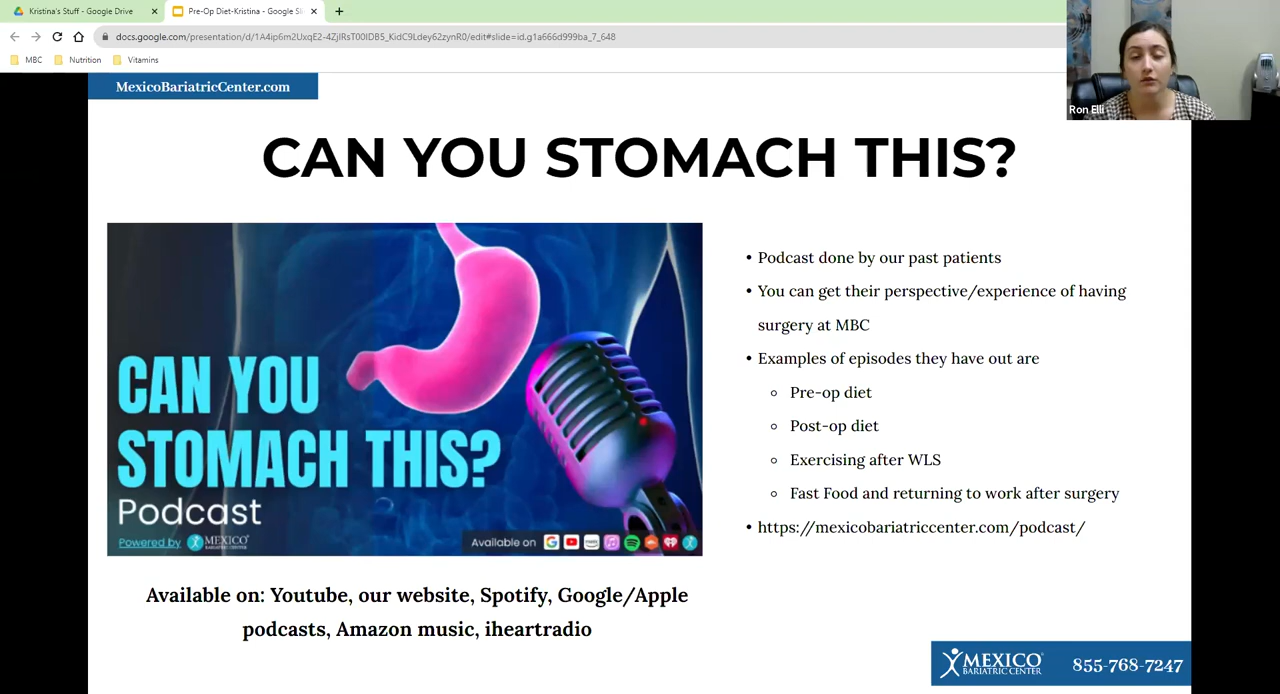 Kristina's Stuff - Google Drive
Pre-Op Diet-Kristina - Google Sli
docs.google.com/presentation/d/1A4ip6m2UxqE2-4ZjlRsT00IDB5_KidC9Ldey62zynR0/edit#slide=id.g1a666d999ba_7_648
MBC
Nutrition
Vitamins
Ron Elli
MexicoBariatricCenter.com
CAN YOU STOMACH THIS?
CAN YOU
STOMACH THIS?
Podcast
Powered by MEXICO
BARIATRIC CENTER
Available on
• Podcast done by our past patients
• You can get their perspective/experience of having
surgery at MBC
• Examples of episodes they have out are
○ Pre-op diet
○ Post-op diet
○ Exercising after WLS
○ Fast Food and returning to work after surgery
• https://mexicobariatriccenter.com/podcast/
Available on: Youtube, our website, Spotify, Google/Apple
podcasts, Amazon music, iheartradio
MEXICO
BARIATRIC CENTER
855-768-7247